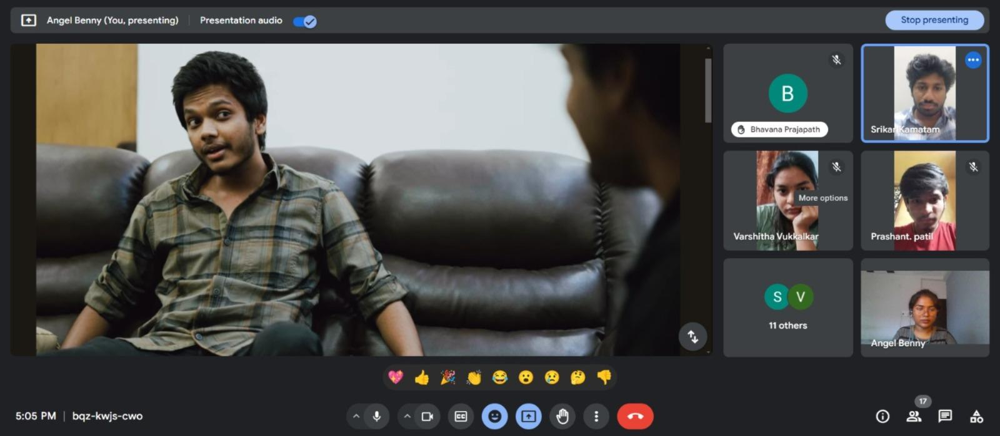 Angel Benny (You, presenting)
Presentation audio
Stop presenting
B
Bhavana Prajapath
Srikar Kamatam
More options
Varshitha Vukkalkar
Prashant. patil
S V
11 others
Angel Benny
5:05 PM | bqz-kwjs-cwo
CC
17